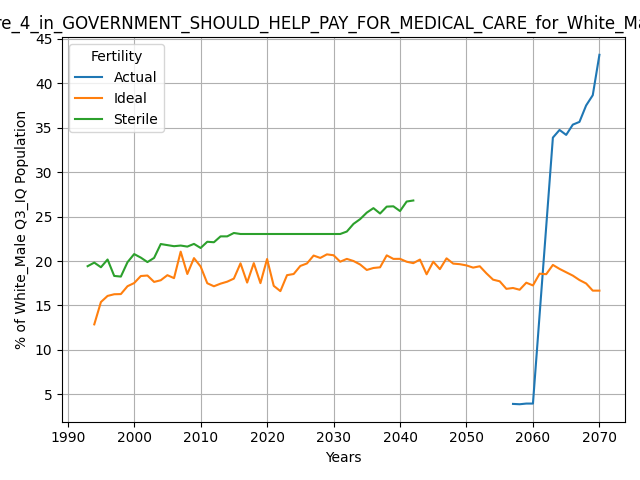 re_4_in_GOVERNMENT_SHOULD_HELP_PAY_FOR_MEDICAL_CARE_for_White_Ma
45
40
35
30
25
20
15
10
5
% of White_Male Q3_IQ Population
Fertility
Actual
Ideal
Sterile
1990 2000 2010 2020 2030 2040 2050 2060 2070
Years